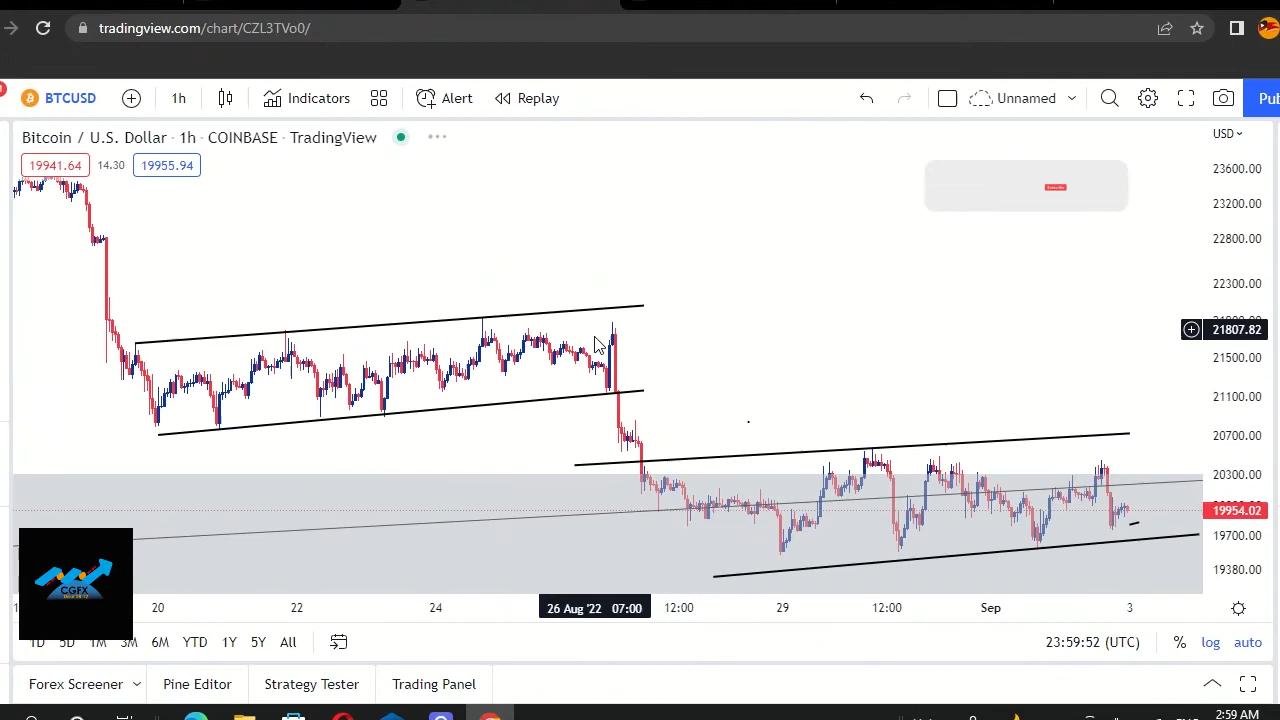 tradingview.com/chart/CZL3TVo0/
BTCUSD 1h Indicators Alert Replay Unnamed Pu
Bitcoin / U.S. Dollar · 1h · COINBASE · TradingView USD
19941.64 14.30 19955.94
23600.00
23200.00
22800.00
22300.00
21807.82
21500.00
21100.00
20700.00
20300.00
19954.02
19700.00
19380.00
CGFX
20 22 24 26 Aug '22 07:00 12:00 29 12:00 Sep 3
1D 5D 1M 3M 6M YTD 1Y 5Y All 23:59:52 (UTC) % log auto
Forex Screener Pine Editor Strategy Tester Trading Panel
2:59 AM